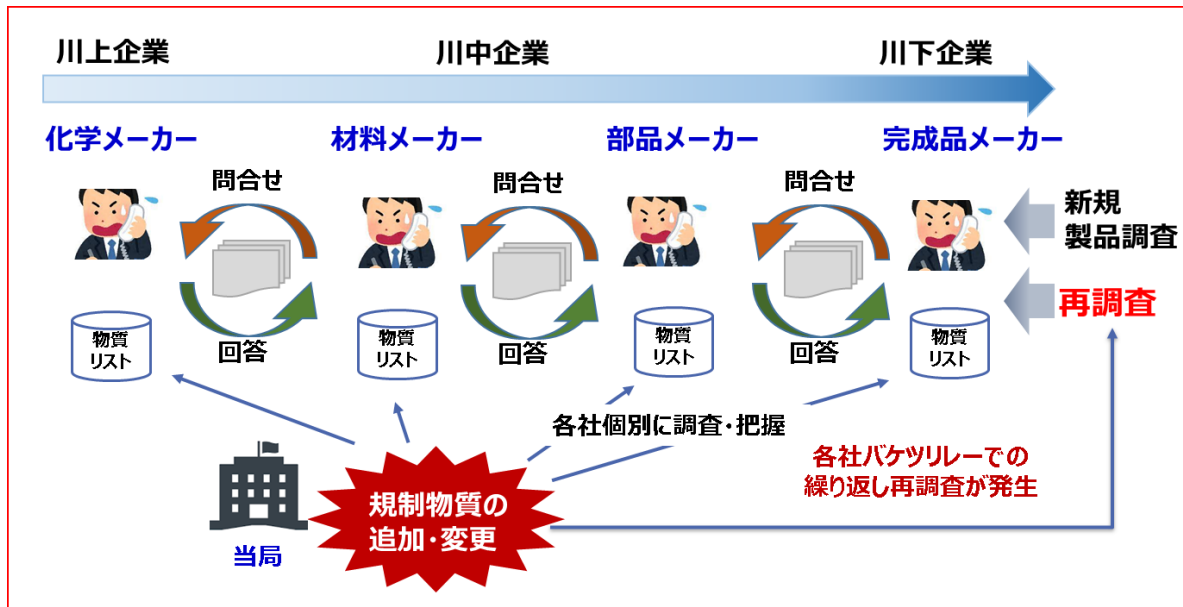 川上企業
川中企業
川下企業
化学メーカー
材料メーカー
部品メーカー
完成品メーカー
問合せ
問合せ
問合せ
新規
製品調査
再調査
回答
回答
回答
物質
リスト
物質
リスト
物質
リスト
物質
リスト
各社個別に調査・把握
各社バケツリレーでの
繰り返し再調査が発生
規制物質の
追加・変更
当局